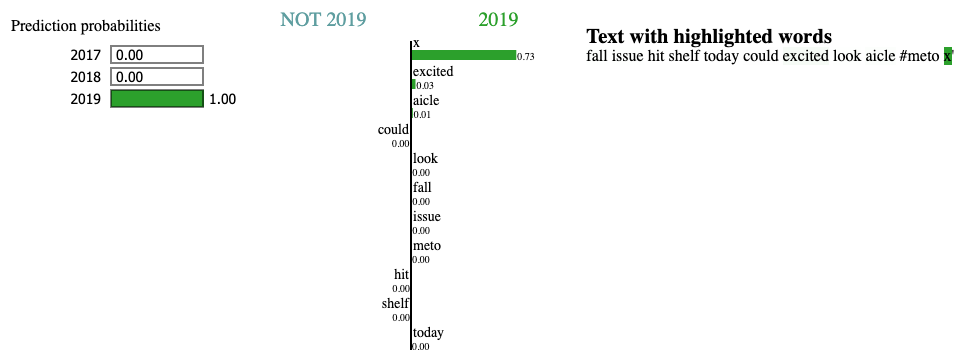 Prediction probabilities
2017 0.00
2018 0.00
2019 1.00
NOT 2019 2019
x
0.73
excited
0.03
aicle
0.01
could
0.00
look
0.00
fall
0.00
issue
0.00
meto
0.00
hit
0.00
shelf
0.00
today
0.00
Text with highlighted words
fall issue hit shelf today could excited look aicle #meto x'